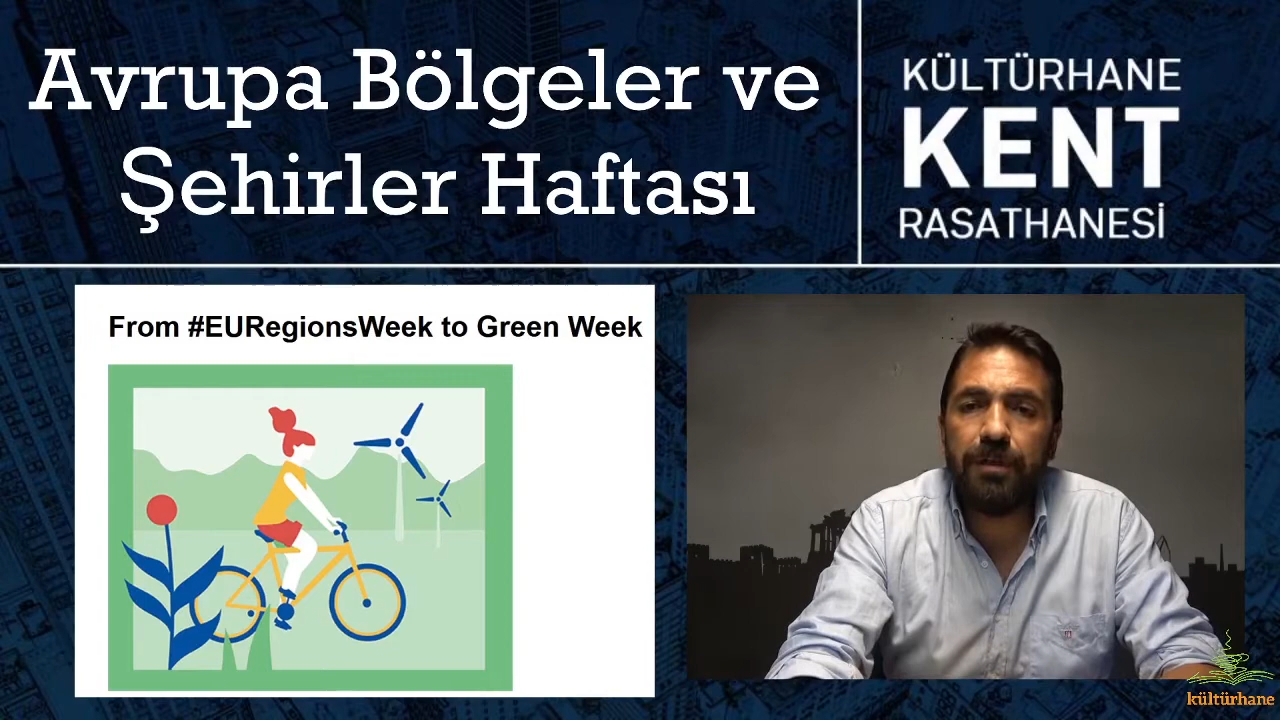 Avrupa Bölgeler ve
Şehirler Haftası
KÜLTÜRHANE
KENT
RASATHANESİ
From #EURegionsWeek to Green Week
kültürhane